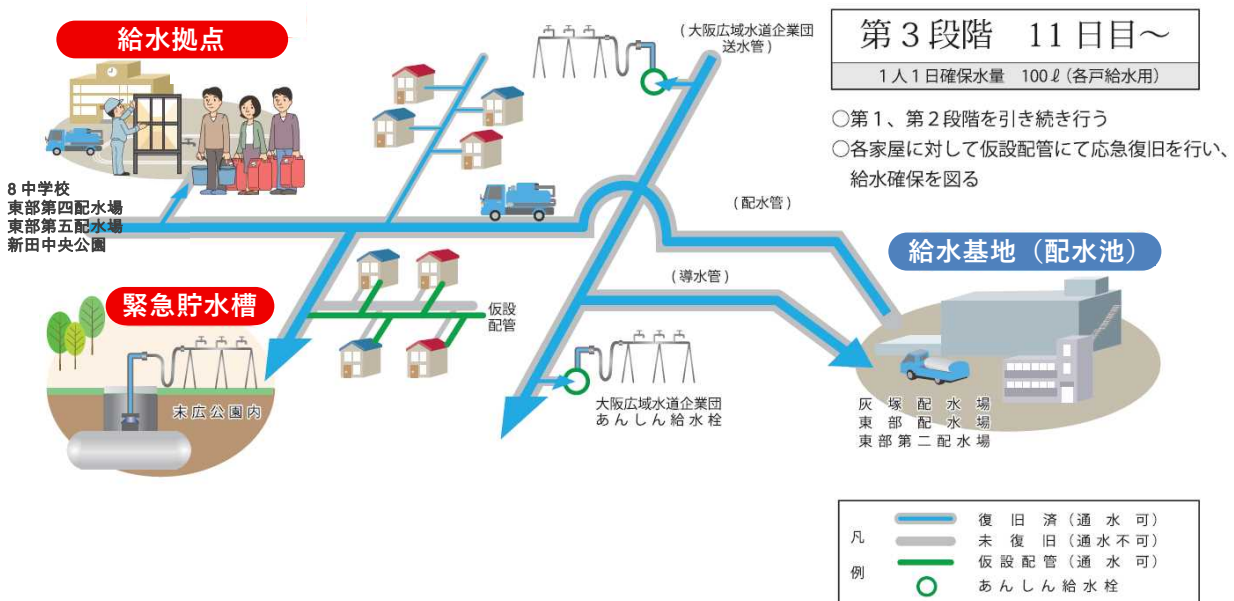 給水拠点
8 中学校
東部第四配水場
東部第五配水場
新田中央公園
(大阪広域水道企業団
送水管)
第3段階 11日目～
1人1日確保水量 100ℓ(各戸給水用)
○第1、第2段階を引き続き行う
○各家屋に対して仮設配管にて応急復旧を行い、
給水確保を図る
(配水管)
給水基地（配水池）
(導水管)
緊急貯水槽
仮設
配管
末広公園内
大阪広域水道企業団
あんしん給水栓
灰塚配水場
東部配水場
東部第二配水場
凡例
復旧済(通水可)
未復旧(通水不可)
仮設配管(通水可)
あんしん給水栓